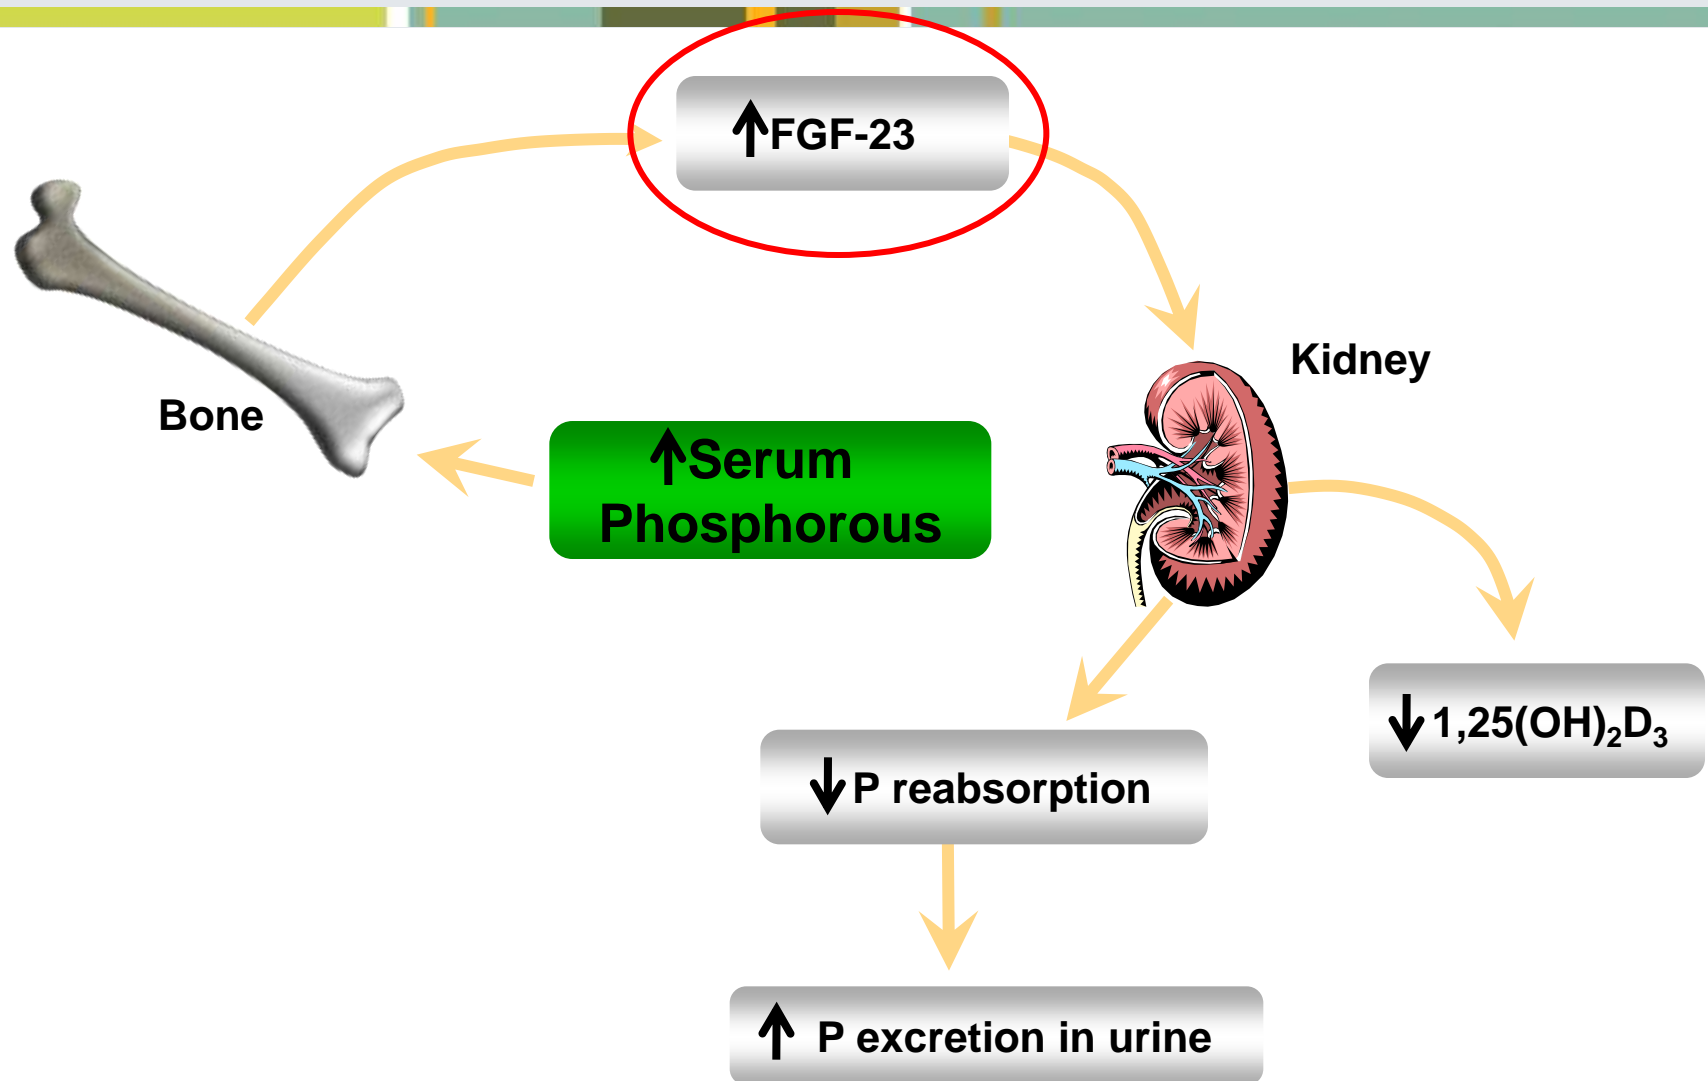 ↑FGF-23
Kidney
Bone
↑Serum
Phosphorous
↓1,25(OH)₂D₃
↓P reabsorption
↑ P excretion in urine